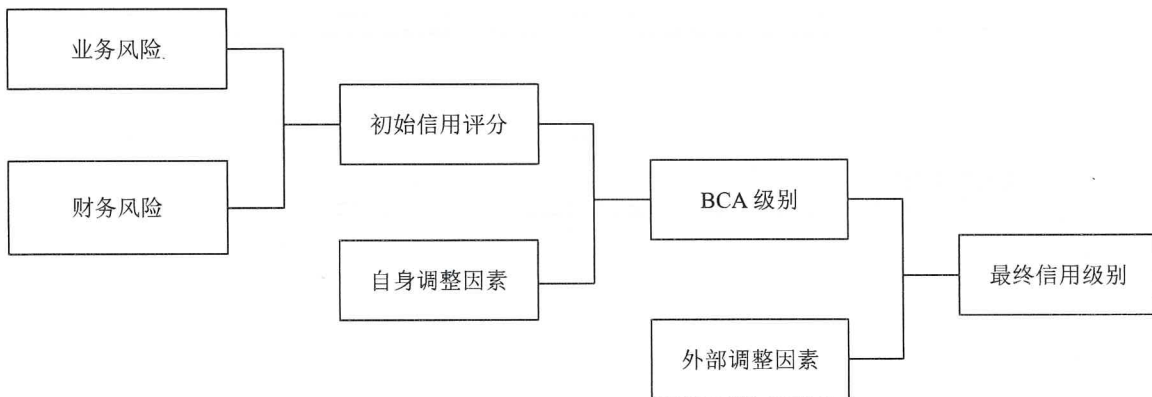 业务风险
财务风险
初始信用评分
自身调整因素
BCA 级别
外部调整因素
最终信用级别